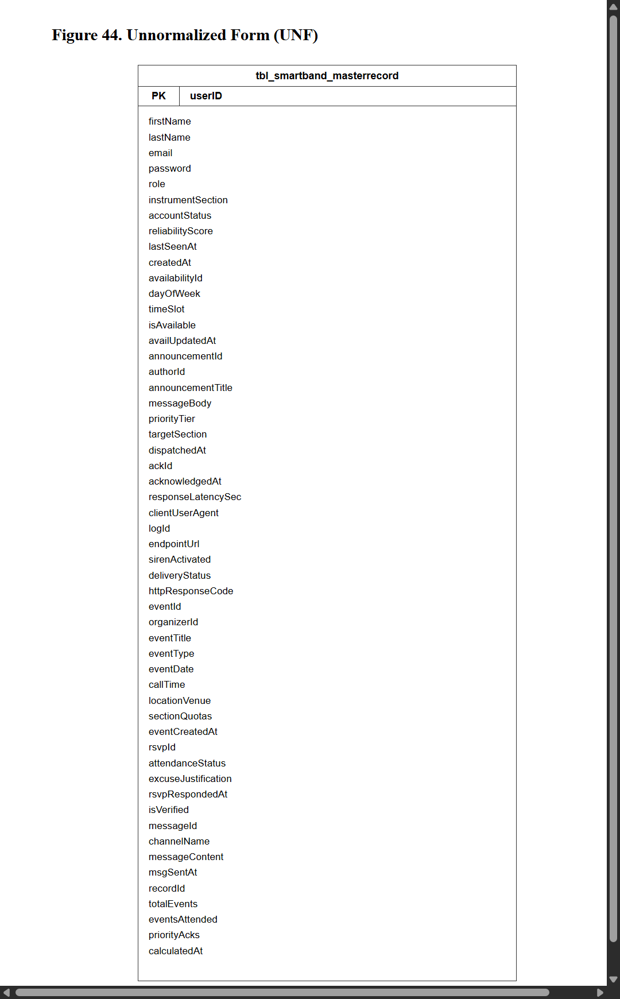 Figure 44. Unnormalized Form (UNF)
tbl_smartband_masterrecord
PK userID
firstName
lastName
email
password
role
instrumentSection
accountStatus
reliabilityScore
lastSeenAt
createdAt
availabilityId
dayOfWeek
timeSlot
isAvailable
availUpdatedAt
announcementId
authorId
announcementTitle
messageBody
priorityTier
targetSection
dispatchedAt
ackId
acknowledgedAt
responseLatencySec
clientUserAgent
logId
endpointUrl
sirenActivated
deliveryStatus
httpResponseCode
eventId
organizerId
eventTitle
eventType
eventDate
callTime
locationVenue
sectionQuotas
eventCreatedAt
rsvpId
attendanceStatus
excuseJustification
rsvpRespondedAt
isVerified
messageId
channelName
messageContent
msgSentAt
recordId
totalEvents
eventsAttended
priorityAcks
calculatedAt